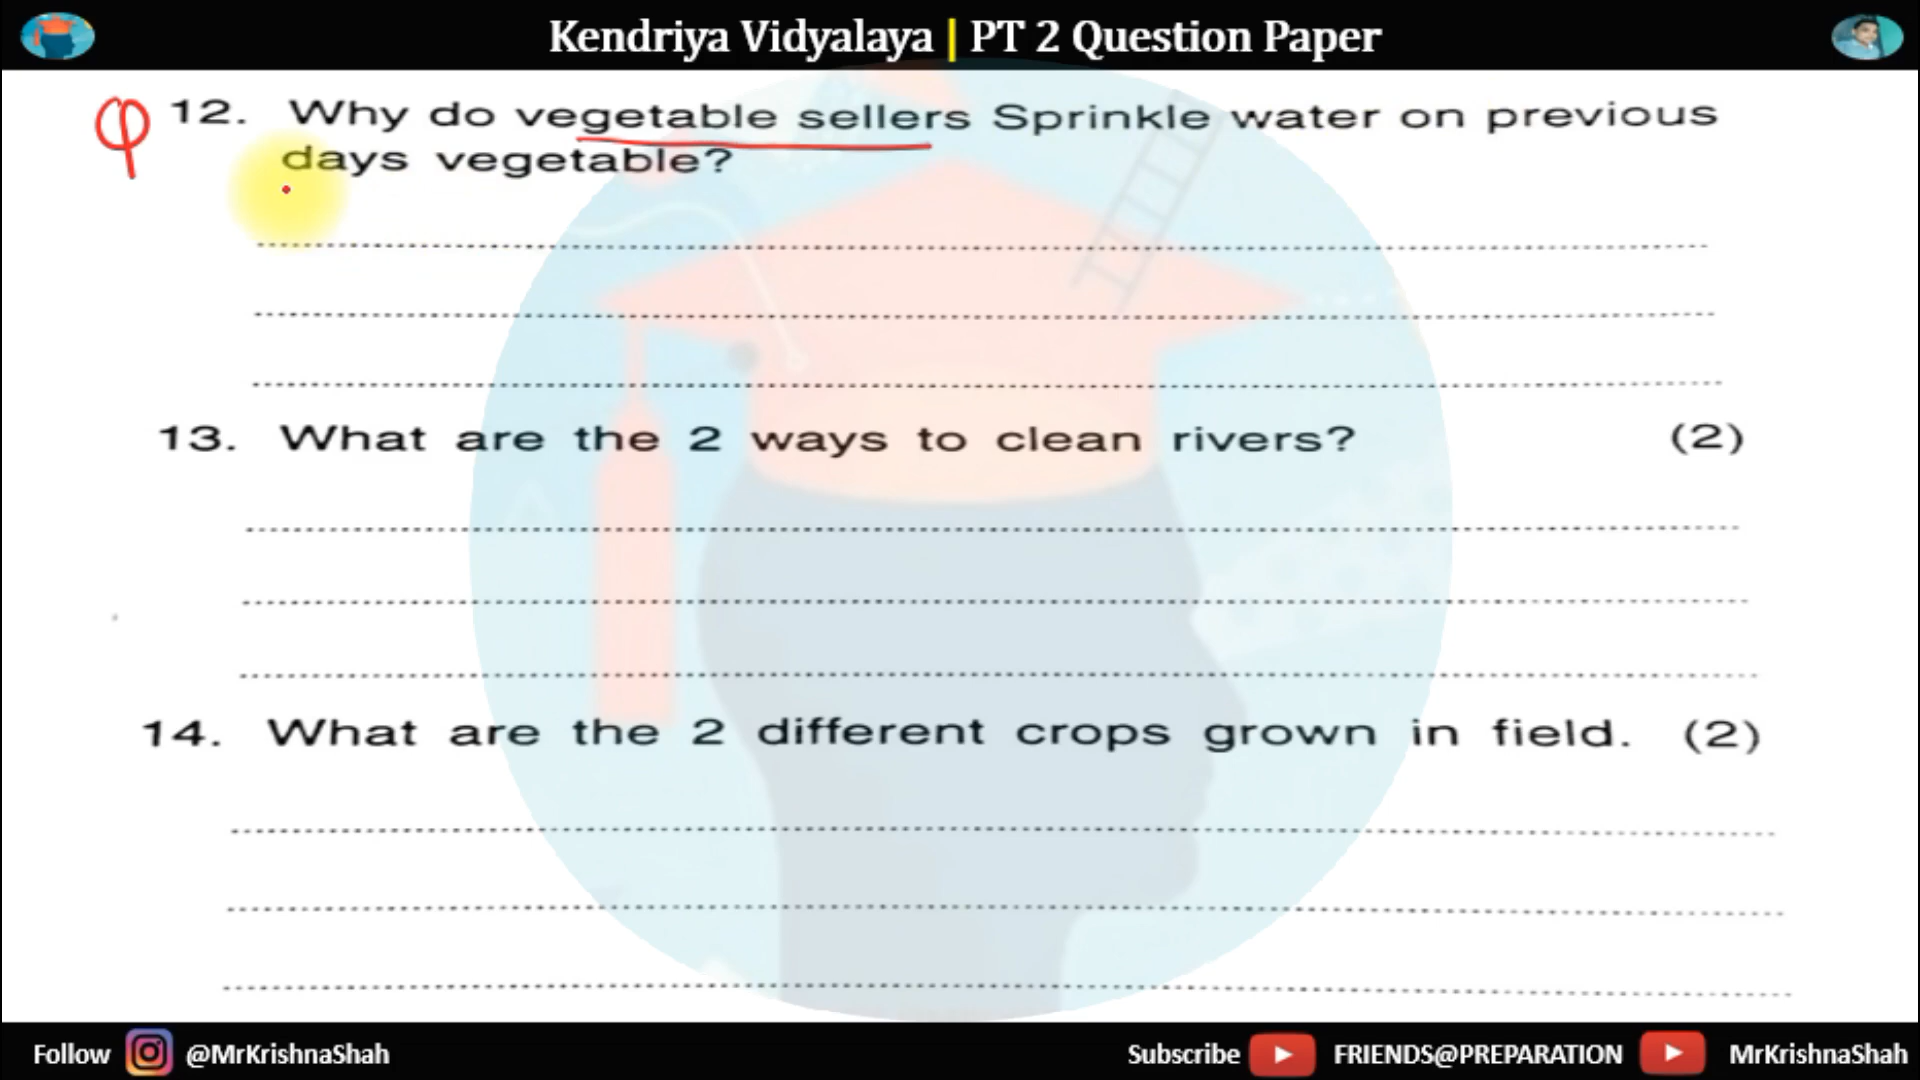 Kendriya Vidyalaya | PT 2 Question Paper
12. Why do vegetable sellers Sprinkle water on previous
days vegetable?
13. What are the 2 ways to clean rivers? (2)
14. What are the 2 different crops grown in field. (2)
Follow @MrKrishnaShah Subscribe FRIENDS@PREPARATION MrKrishnaShah